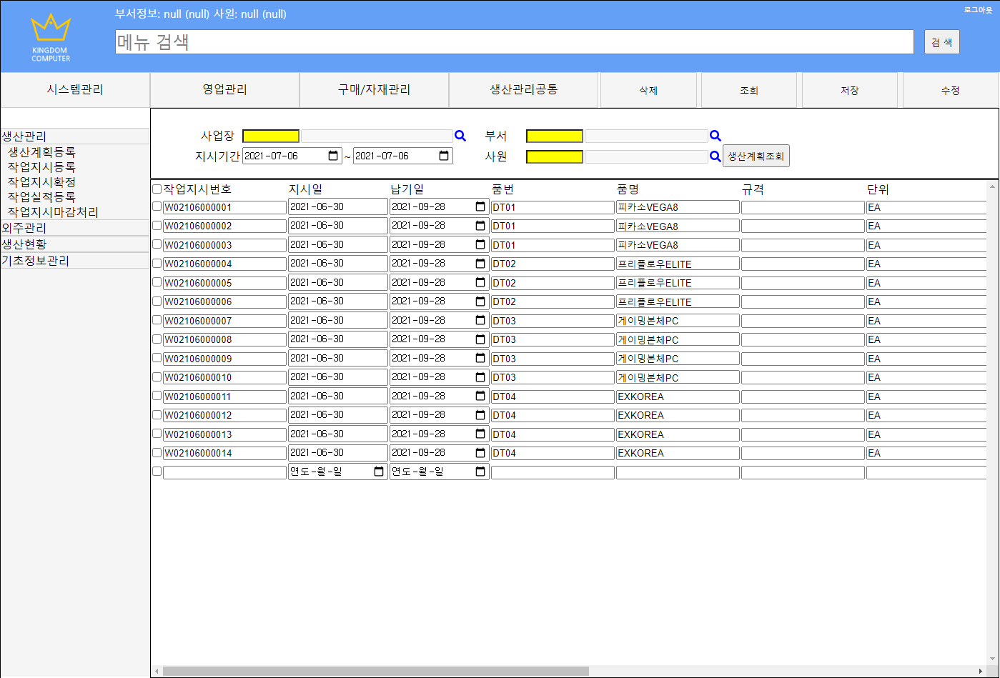 부서정보: null (null) 사원: null (null)
로그아웃
KINGDOM
COMPUTER
메뉴 검색
검 색
시스템관리 영업관리 구매/자재관리 생산관리공통 삭제 조회 저장 수정
생산관리
생산계획등록
작업지시등록
작업지시확정
작업실적등록
작업지시마감처리
외주관리
생산현황
기초정보관리
사업장 부서
지시기간 2021-07-06 ~ 2021-07-06 사원 생산계획조회
작업지시번호 지시일 납기일 품번 품명 규격 단위
W02106000001 2021-06-30 2021-09-28 DT01 피카소VEGA8 EA
W02106000002 2021-06-30 2021-09-28 DT01 피카소VEGA8 EA
W02106000003 2021-06-30 2021-09-28 DT01 피카소VEGA8 EA
W02106000004 2021-06-30 2021-09-28 DT02 프리플로우ELITE EA
W02106000005 2021-06-30 2021-09-28 DT02 프리플로우ELITE EA
W02106000006 2021-06-30 2021-09-28 DT02 프리플로우ELITE EA
W02106000007 2021-06-30 2021-09-28 DT03 게이밍본체PC EA
W02106000008 2021-06-30 2021-09-28 DT03 게이밍본체PC EA
W02106000009 2021-06-30 2021-09-28 DT03 게이밍본체PC EA
W02106000010 2021-06-30 2021-09-28 DT03 게이밍본체PC EA
W02106000011 2021-06-30 2021-09-28 DT04 EXKOREA EA
W02106000012 2021-06-30 2021-09-28 DT04 EXKOREA EA
W02106000013 2021-06-30 2021-09-28 DT04 EXKOREA EA
W02106000014 2021-06-30 2021-09-28 DT04 EXKOREA EA
연도-월-일 연도-월-일